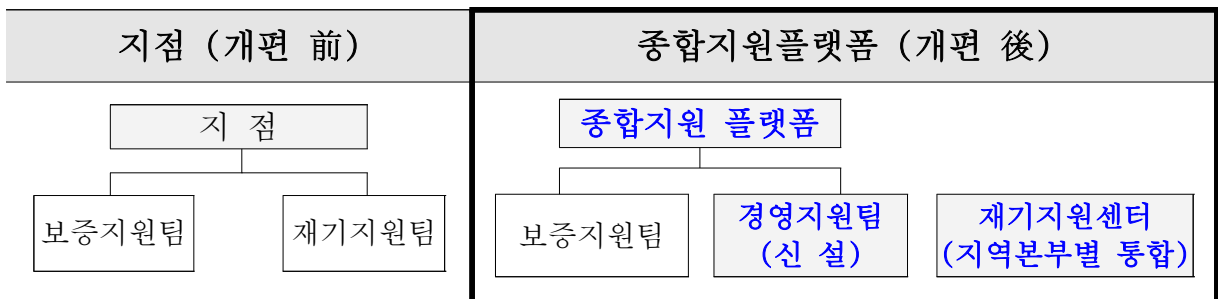 지점 (개편 前)
종합지원플랫폼 (개편 後)
지 점
보증지원팀
재기지원팀
종합지원 플랫폼
보증지원팀
경영지원팀
(신 설)
재기지원센터
(지역본부별 통합)